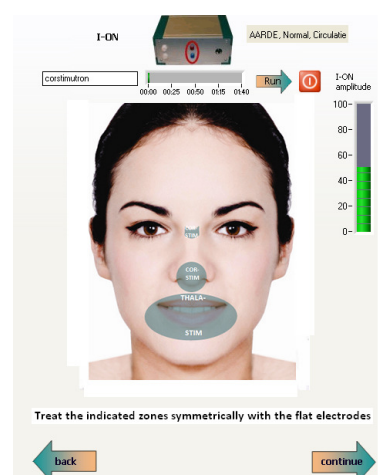 I-ON
AARDE, Normal, Circulatie
corstimutron
Run
I-ON
amplitude
00:00 00:25 00:50 01:15 01:40
100-
80-
60-
40-
20-
0-
COR-
STIM
THALA-
STIM
Treat the indicated zones symmetrically with the flat electrodes
back
continue